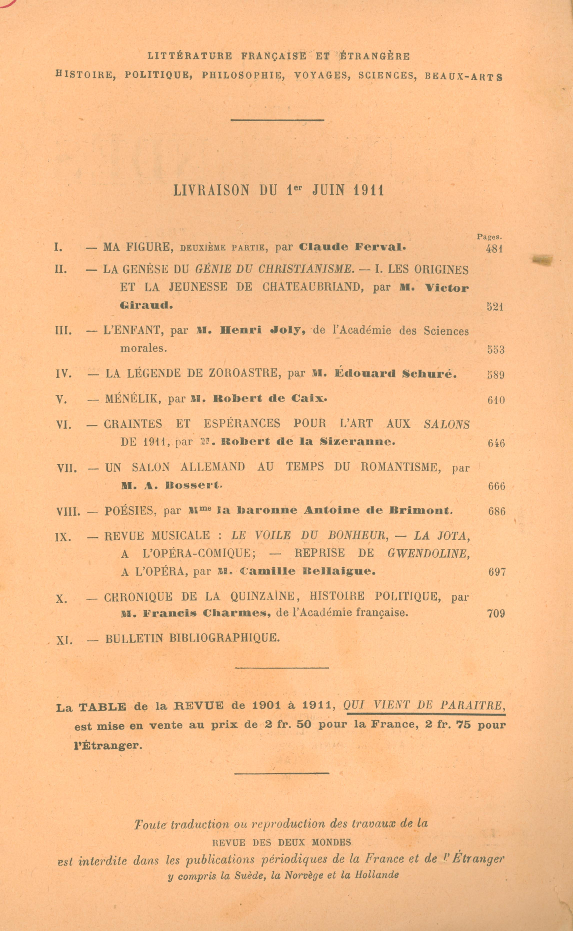 LITTÉRATURE FRANÇAISE ET ÉTRANGÈRE
HISTOIRE, POLITIQUE, PHILOSOPHIE, VOYAGES, SCIENCES, BEAUX-ARTS
LIVRAISON DU 1er JUIN 1911
Pages.
I. — MA FIGURE, DEUXIÈME PARTIE, par Claude Ferval. 481
II. — LA GENÈSE DU GÉNIE DU CHRISTIANISME. — I. LES ORIGINES
ET LA JEUNESSE DE CHATEAUBRIAND, par M. Victor
Giraud. 521
III. — L'ENFANT, par M. Henri Joly, de l'Académie des Sciences
morales. 553
IV. — LA LÉGENDE DE ZOROASTRE, par M. Édouard Schuré. 589
V. — MÉNÉLIK, par M. Robert de Caix. 610
VI. — CRAINTES ET ESPÉRANCES POUR L'ART AUX SALONS
DE 1911, par M. Robert de la Sizeranne. 646
VII. — UN SALON ALLEMAND AU TEMPS DU ROMANTISME, par
M. A. Bossert. 666
VIII. — POÉSIES, par Mme la baronne Antoine de Brimont. 686
IX. — REVUE MUSICALE : LE VOILE DU BONHEUR, — LA JOTA,
A L'OPÉRA-COMIQUE; — REPRISE DE GWENDOLINE,
A L'OPÉRA, par M. Camille Bellaigue. 697
X. — CHRONIQUE DE LA QUINZAINE, HISTOIRE POLITIQUE, par
M. Francis Charmes, de l'Académie française. 709
XI. — BULLETIN BIBLIOGRAPHIQUE.
La TABLE de la REVUE de 1901 à 1911, QUI VIENT DE PARAITRE,
est mise en vente au prix de 2 fr. 50 pour la France, 2 fr. 75 pour
l'Étranger.
Toute traduction ou reproduction des travaux de la
REVUE DES DEUX MONDES
est interdite dans les publications périodiques de la France et de l'Étranger
y compris la Suède, la Norvège et la Hollande